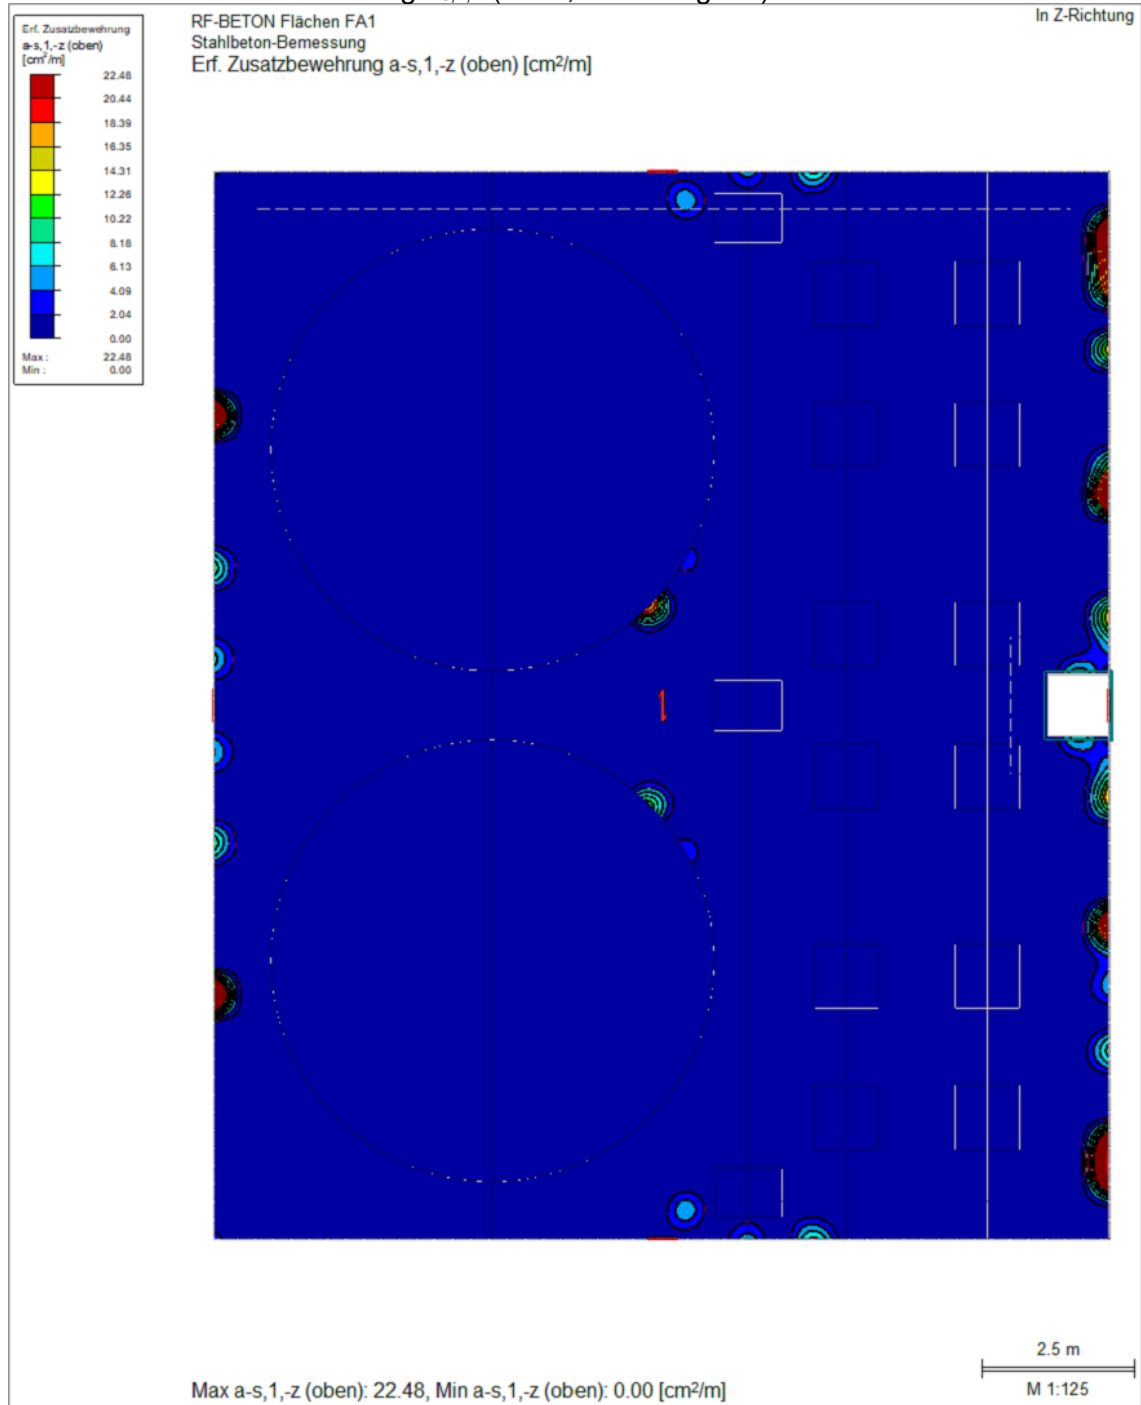 In Z-Richtung
RF-BETON Flächen FA1
Stahlbeton-Bemessung
Erf. Zusatzbewehrung a-s,1,-z (oben) [cm²/m]
Erf. Zusatzbewehrung
a-s,1,-z (oben)
[cm²/m]
22.48
20.44
18.39
16.35
14.31
12.26
10.22
8.18
6.13
4.09
2.04
0.00
Max : 22.48
Min : 0.00
1
2.5 m
M 1:125
Max a-s,1,-z (oben): 22.48, Min a-s,1,-z (oben): 0.00 [cm²/m]